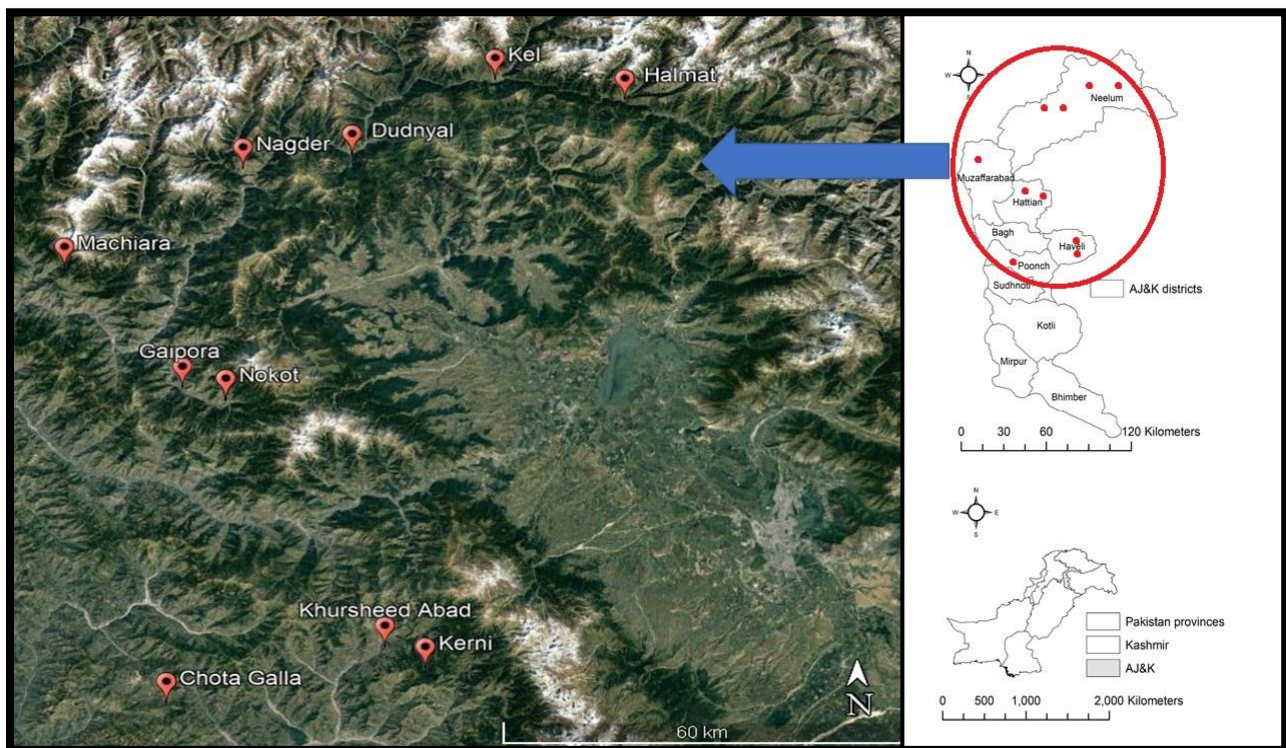 Kel
Halmat
Dudnyal
Nagder
Machiara
Gaipora
Nokot
Khursheed Abad
Kerni
Chota Galla
N
60 km
N
W
E
S
Neelum
Muzaffarabad
Hattian
Bagh
Haveli
Poonch
Sudhnoti
AJ&K districts
Kotli
Mirpur
Bhimber
0 30 60 120 Kilometers
N
W E
S
Pakistan provinces
Kashmir
AJ&K
0 500 1,000 2,000 Kilometers